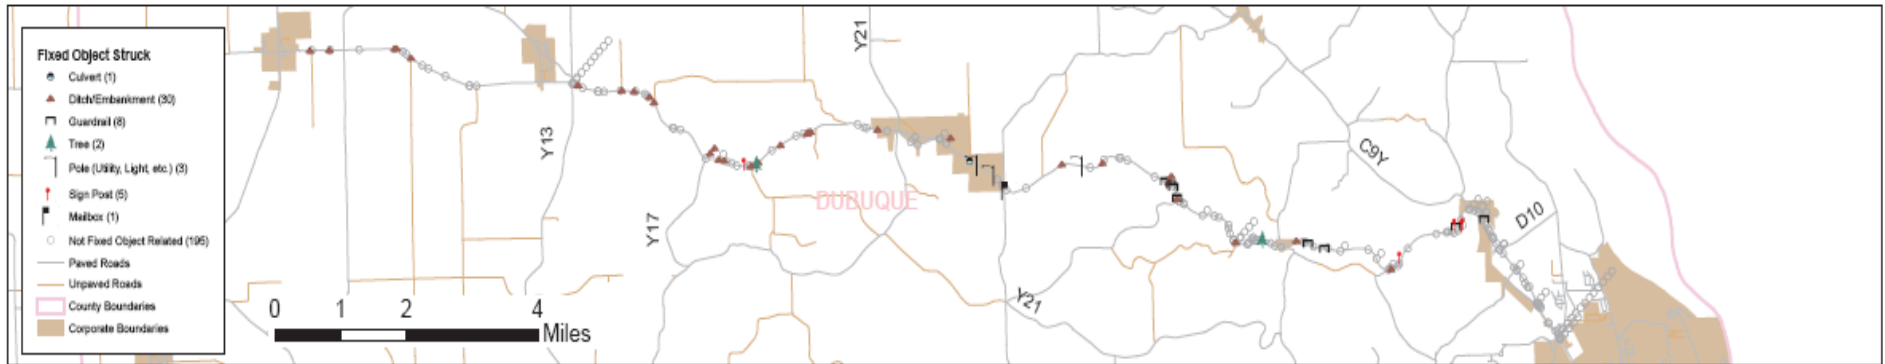 Fixed Object Struck
Culvert (1)
Ditch/Embankment (30)
Guardrail (8)
Tree (2)
Pole (Utility, Light, etc.) (3)
Sign Post (5)
Mailbox (1)
Not Fixed Object Related (195)
Paved Roads
Unpaved Roads
County Boundaries
Corporate Boundaries
0 1 2 4
Miles
Y13
Y17
Y21
DUBUQUE
Y21
C9Y
D10